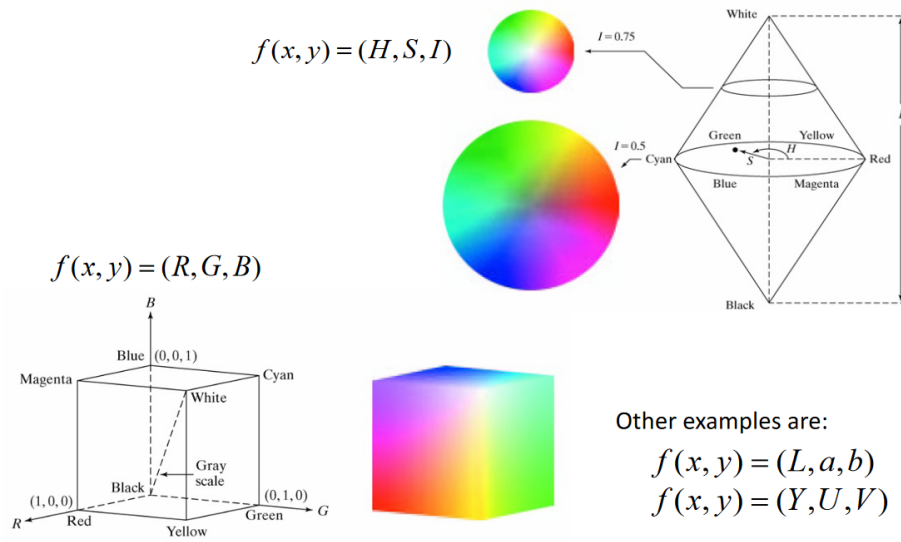 f(x, y) = (H, S, I)
I = 0.75
White
I = 0.5
Green
Yellow
H
S
Cyan
Red
Blue
Magenta
Black
f(x, y) = (R, G, B)
B
Blue
(0, 0, 1)
Magenta
Cyan
White
Gray
scale
Black
(1, 0, 0)
(0, 1, 0)
R
Red
Yellow
Green
G
Other examples are:
f(x, y) = (L, a, b)
f(x, y) = (Y, U, V)